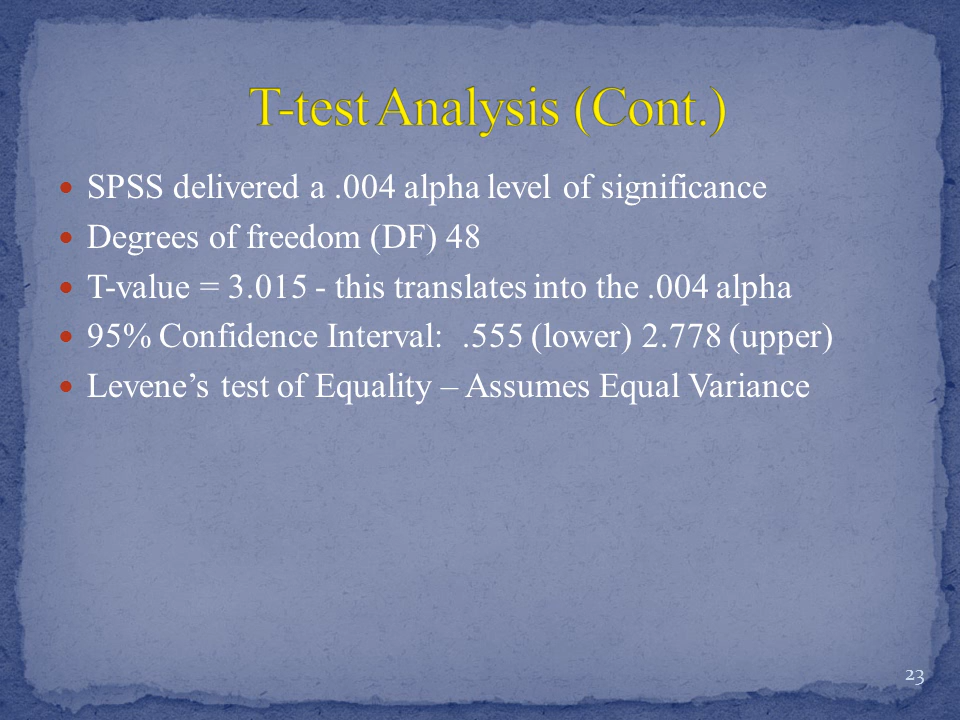 T-test Analysis (Cont.)
• SPSS delivered a .004 alpha level of significance
• Degrees of freedom (DF) 48
• T-value = 3.015 - this translates into the .004 alpha
• 95% Confidence Interval:  .555 (lower) 2.778 (upper)
• Levene’s test of Equality – Assumes Equal Variance
23